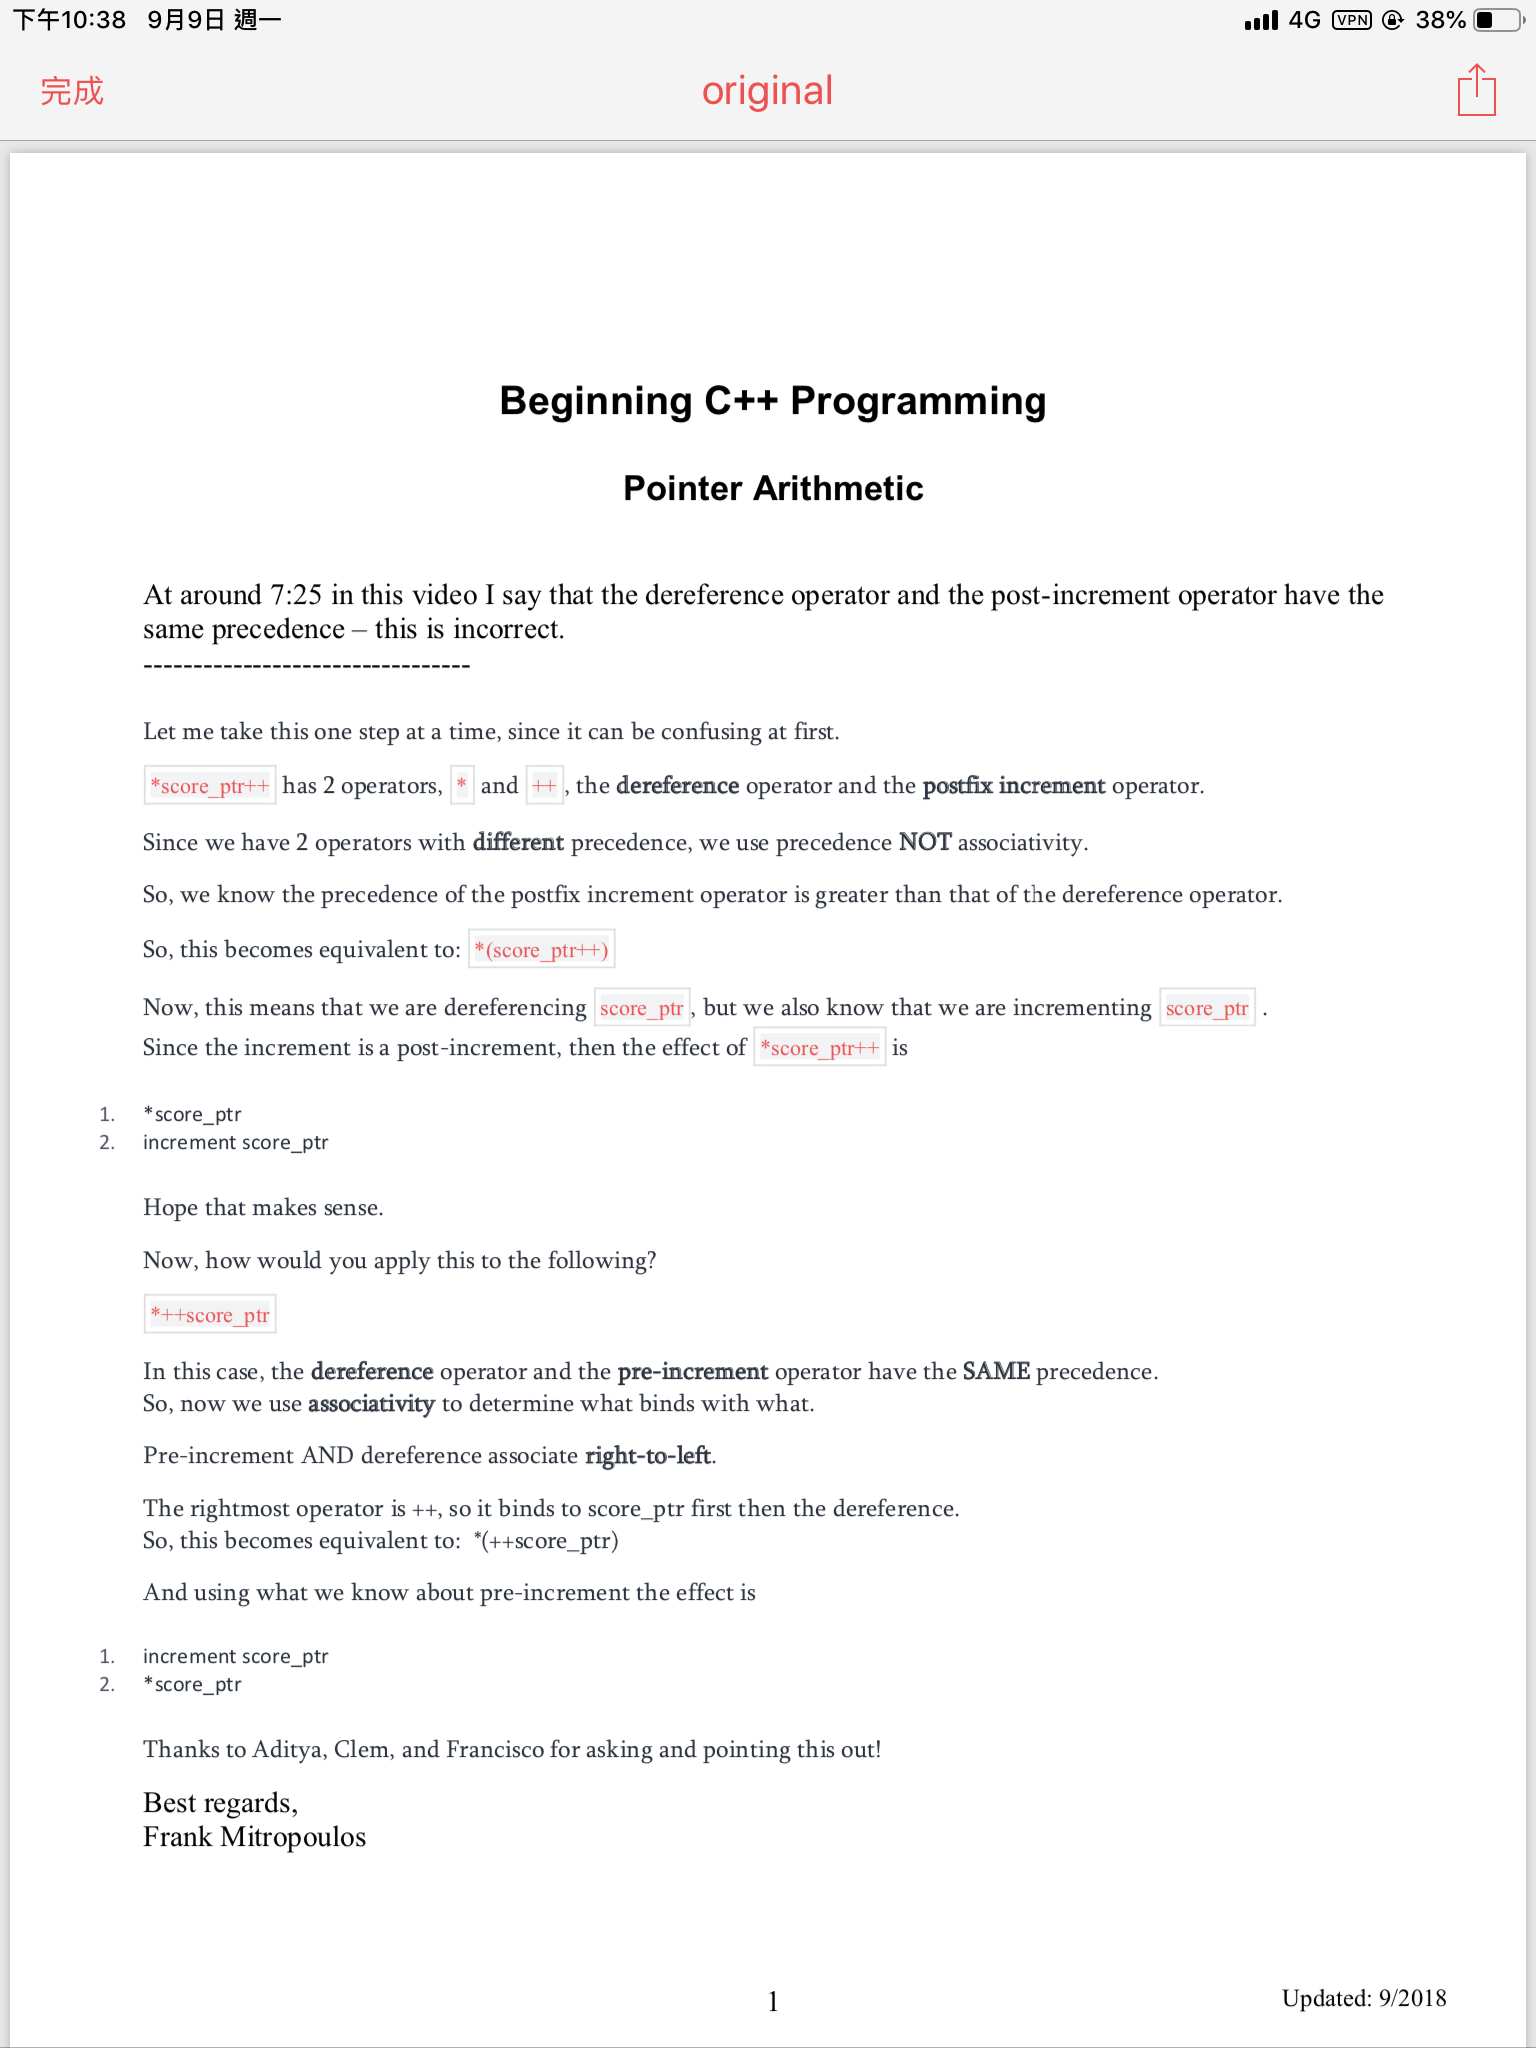 下午10:38 9月9日 週一 4G VPN 38%
完成 original
Beginning C++ Programming
Pointer Arithmetic
At around 7:25 in this video I say that the dereference operator and the post-increment operator have the
same precedence – this is incorrect.
---------------------------------
Let me take this one step at a time, since it can be confusing at first.
*score_ptr++ has 2 operators, * and ++, the dereference operator and the postfix increment operator.
Since we have 2 operators with different precedence, we use precedence NOT associativity.
So, we know the precedence of the postfix increment operator is greater than that of the dereference operator.
So, this becomes equivalent to: *(score_ptr++)
Now, this means that we are dereferencing score_ptr, but we also know that we are incrementing score_ptr .
Since the increment is a post-increment, then the effect of *score_ptr++ is
1. *score_ptr
2. increment score_ptr
Hope that makes sense.
Now, how would you apply this to the following?
*++score_ptr
In this case, the dereference operator and the pre-increment operator have the SAME precedence.
So, now we use associativity to determine what binds with what.
Pre-increment AND dereference associate right-to-left.
The rightmost operator is ++, so it binds to score_ptr first then the dereference.
So, this becomes equivalent to: *(++score_ptr)
And using what we know about pre-increment the effect is
1. increment score_ptr
2. *score_ptr
Thanks to Aditya, Clem, and Francisco for asking and pointing this out!
Best regards,
Frank Mitropoulos
1 Updated: 9/2018